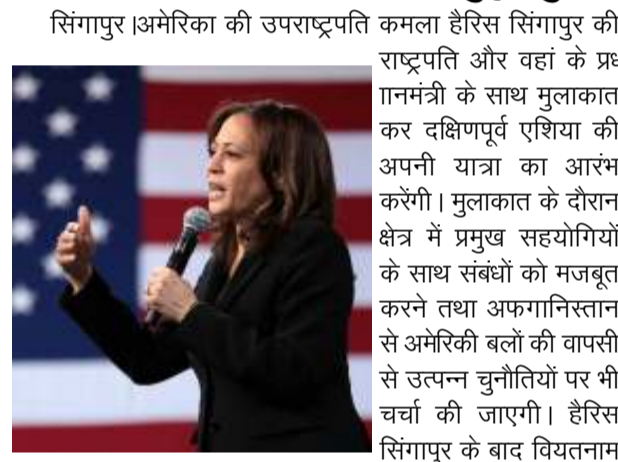 सिंगापुर।अमेरिका की उपराष्ट्रपति कमला हैरिस सिंगापुर की
राष्ट्रपति और वहां के प्रध
ानमंत्री के साथ मुलाकात
कर दक्षिणपूर्व एशिया की
अपनी यात्रा का आरंभ
करेंगी। मुलाकात के दौरान
क्षेत्र में प्रमुख सहयोगियों
के साथ संबंधों को मजबूत
करने तथा अफगानिस्तान
से अमेरिकी बलों की वापसी
से उत्पन्न चुनौतियों पर भी
चर्चा की जाएगी। हैरिस
सिंगापुर के बाद वियतनाम